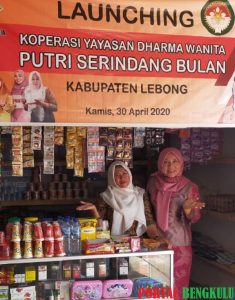 LAUNCHING
KOPERASI YAYASAN DHARMA WANITA
PUTRI SERINDANG BULAN
KABUPATEN LEBONG
Kamis, 30 April 2020
PORTAL BENGKULU